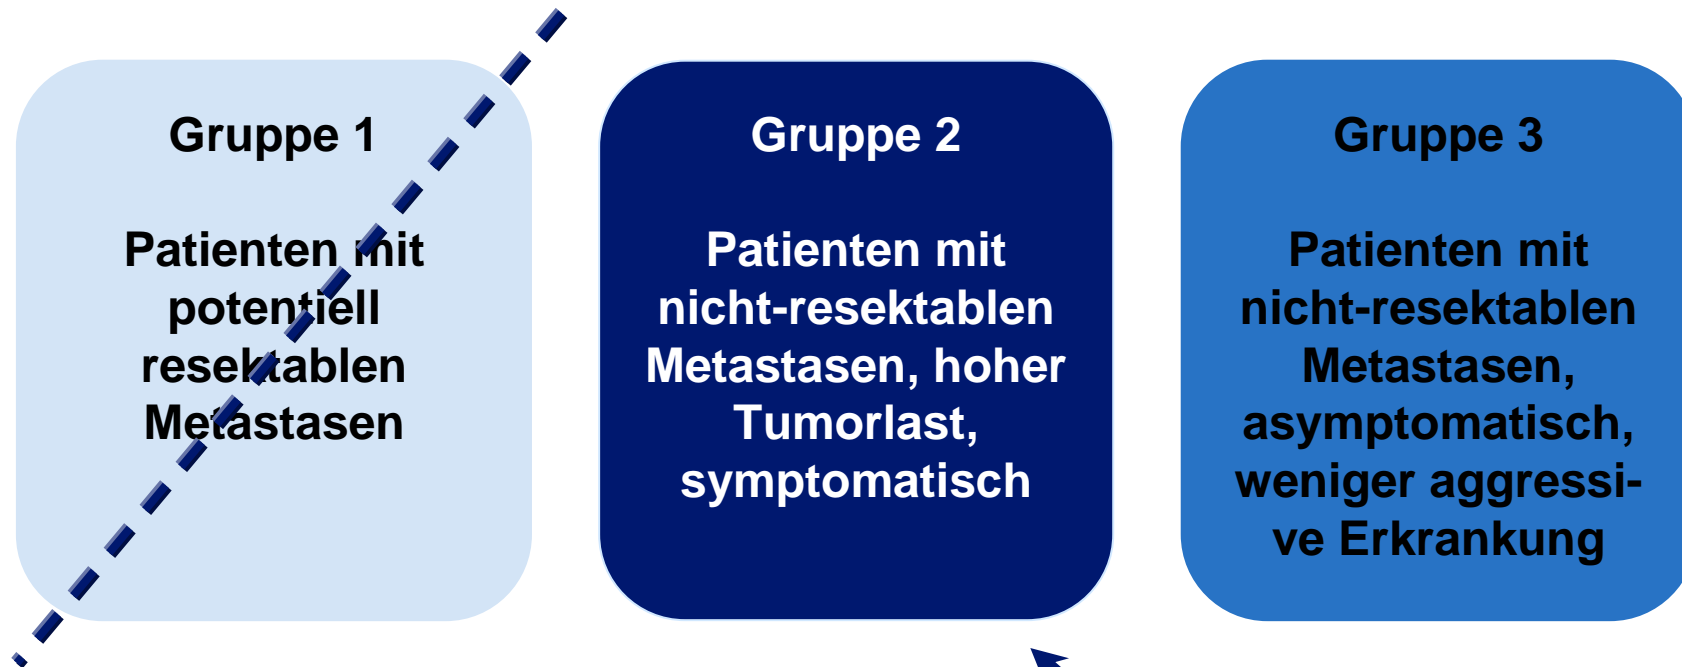 Gruppe 1
Patienten mit
potentiell
resektablen
Metastasen
Gruppe 2
Patienten mit
nicht-resektablen
Metastasen, hoher
Tumorlast,
symptomatisch
Gruppe 3
Patienten mit
nicht-resektablen
Metastasen,
asymptomatisch,
weniger aggressi-
ve Erkrankung